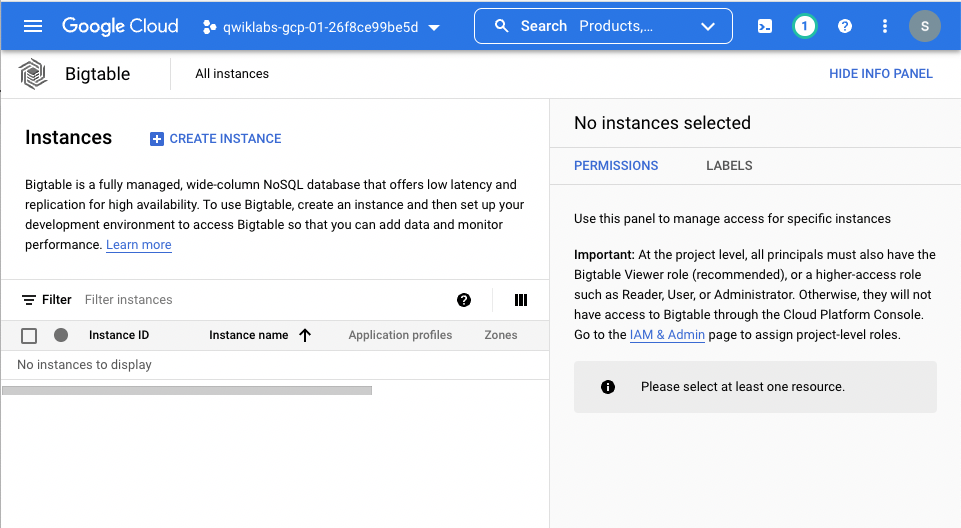 Google Cloud
qwiklabs-gcp-01-26f8ce99be5d
Search Products,...
1
S
Bigtable
All instances
HIDE INFO PANEL
Instances
CREATE INSTANCE
Bigtable is a fully managed, wide-column NoSQL database that offers low latency and
replication for high availability. To use Bigtable, create an instance and then set up your
development environment to access Bigtable so that you can add data and monitor
performance. Learn more
Filter Filter instances
Instance ID Instance name Application profiles Zones
No instances to display
No instances selected
PERMISSIONS LABELS
Use this panel to manage access for specific instances
Important: At the project level, all principals must also have the
Bigtable Viewer role (recommended), or a higher-access role
such as Reader, User, or Administrator. Otherwise, they will not
have access to Bigtable through the Cloud Platform Console.
Go to the IAM & Admin page to assign project-level roles.
Please select at least one resource.